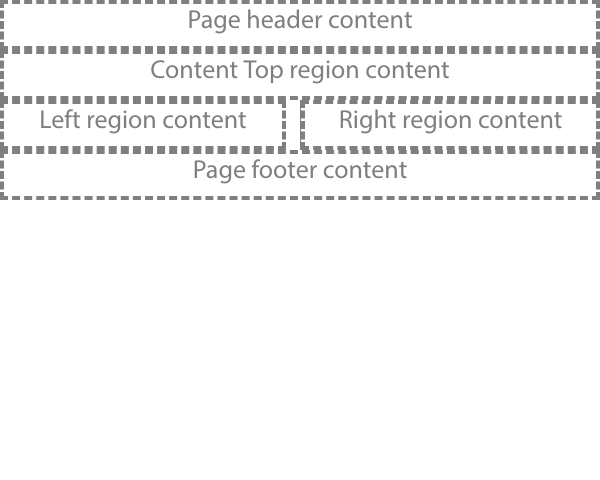 Page header content
Content Top region content
Left region content
Right region content
Page footer content